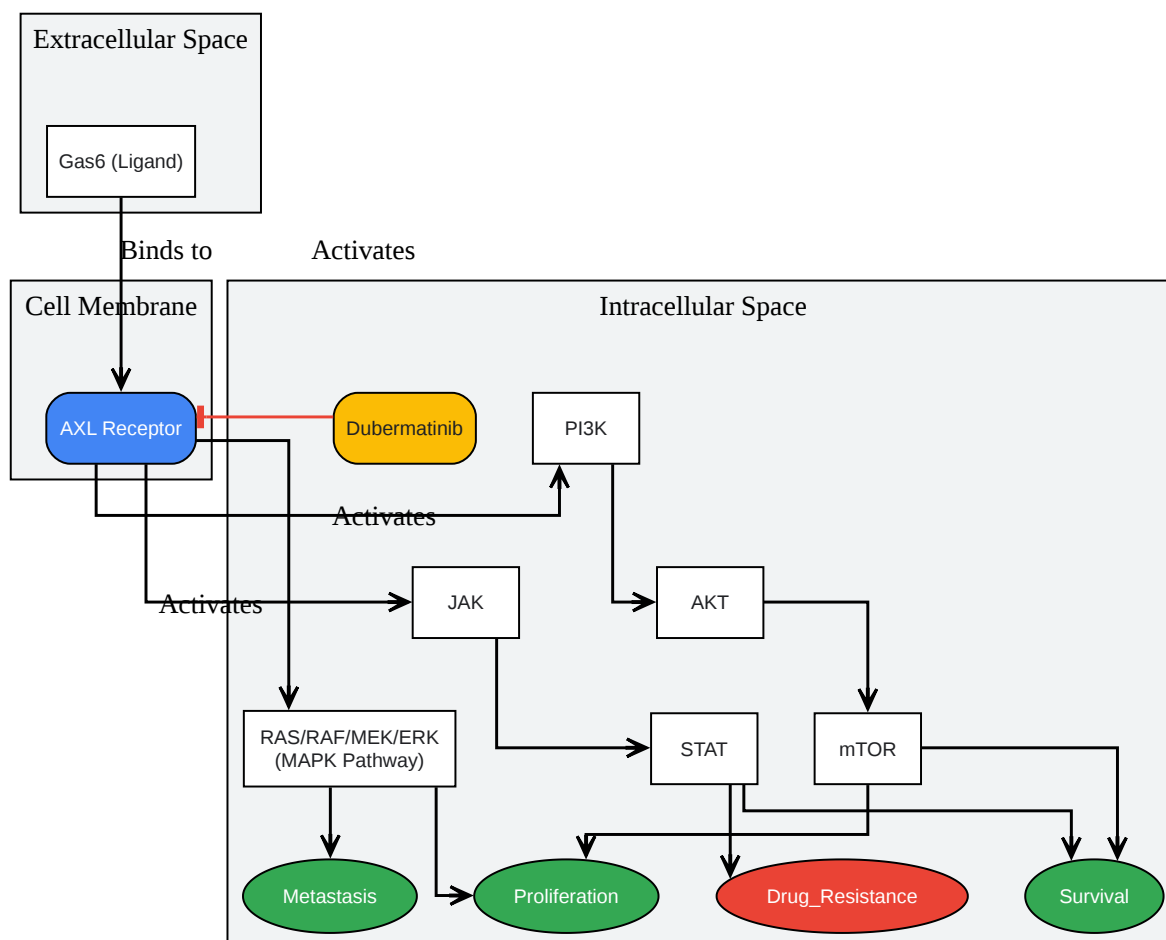 Extracellular Space
Gas6 (Ligand)
Binds to
Activates
Cell Membrane
Intracellular Space
AXL Receptor
Dubermatinib
PI3K
Activates
Activates
JAK
AKT
RAS/RAF/MEK/ERK
(MAPK Pathway)
STAT
mTOR
Metastasis
Proliferation
Drug_Resistance
Survival